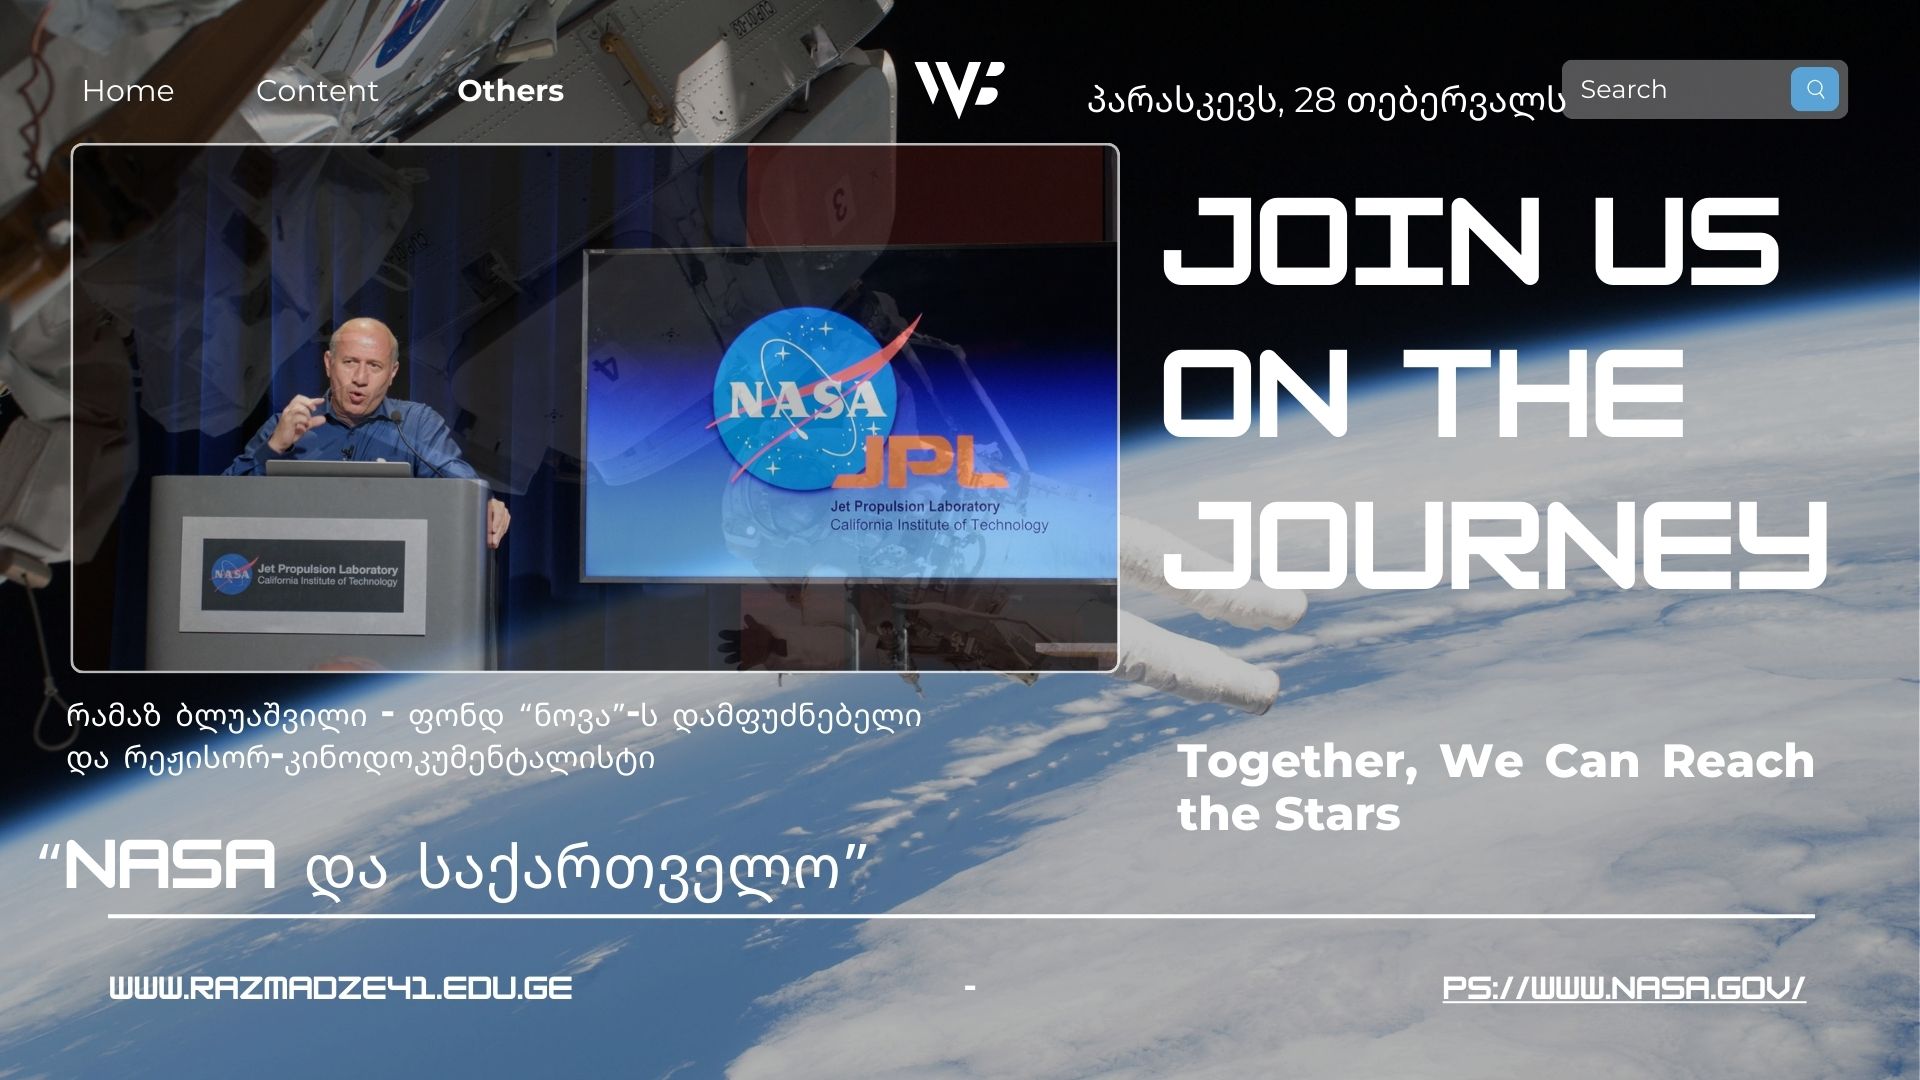 Home Content Others
პარასკევს, 28 თებერვალს
Search
JOIN US
ON THE
JOURNEY
NASA
JPL
Jet Propulsion Laboratory
California Institute of Technology
NASA
Jet Propulsion Laboratory
California Institute of Technology
რამაზ ბლუაშვილი - ფონდ “ნოვა”-ს დამფუძნებელი
და რეჟისორ-კინოდოკუმენტალისტი
Together, We Can Reach
the Stars
“NASA და საქართველო”
WWW.RAZMADZE41.EDU.GE
-
PS://WWW.NASA.GOV/